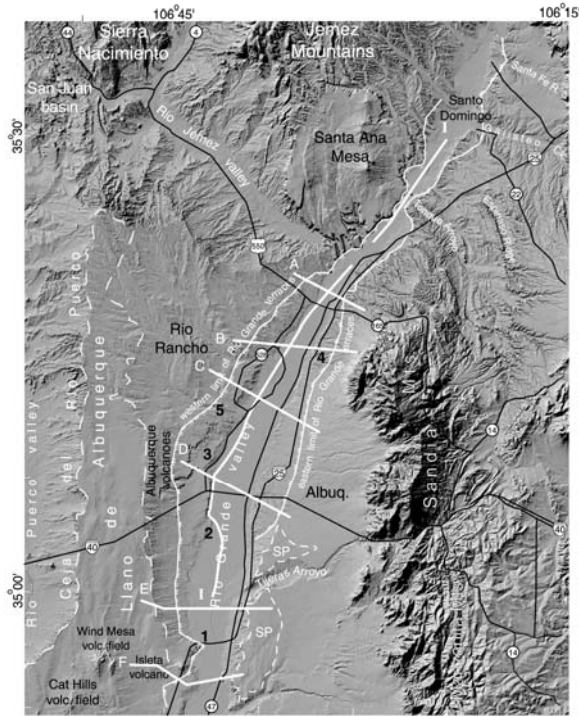 106°45'
106°15'
35°30'
35°00'
44
Sierra
Nacimiento
4
Jemez
Mountains
San Juan
basin
Rio Jemez valley
Santa Ana
Mesa
Santo
Domingo
I
Santa Fe R.
25
22
550
A
165
Rio
Rancho
B
C
western limit of Rio Grande terraces
eastern limit of Rio Grande terraces
4
5
3
D
Albuquerque
volcanoes
Rio Grande valley
25
Albuq.
Sandia
14
40
40
2
SP
Tijeras Arroyo
SP
Rio Puerco valley
Ceja del Rio Puerco
Llano de Albuquerque
E
I
1
Wind Mesa
volc. field
F
Isleta
volcano
Cat Hills
volc. field
47
14